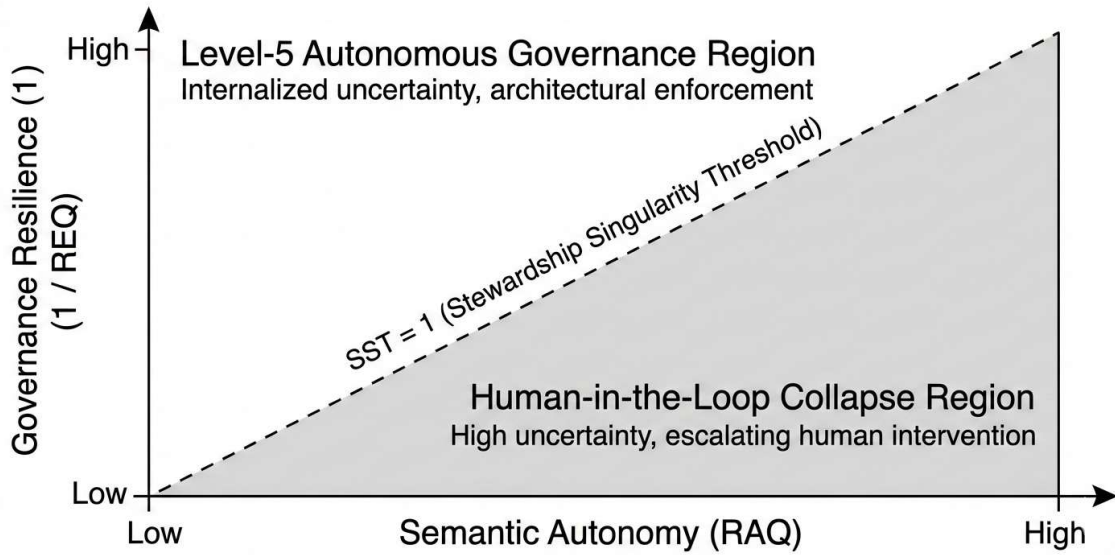 High
Level-5 Autonomous Governance Region
Internalized uncertainty, architectural enforcement
Governance Resilience (1)
(1 / REQ)
SST = 1 (Stewardship Singularity Threshold)
Human-in-the-Loop Collapse Region
High uncertainty, escalating human intervention
Low
Low
Semantic Autonomy (RAQ)
High